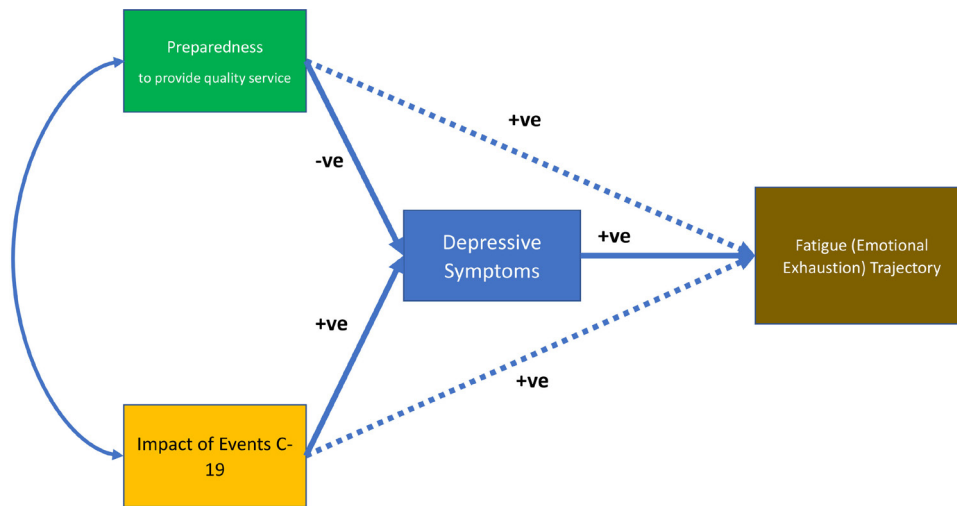 Preparedness
to provide quality service
+ve
-ve
Depressive
Symptoms
+ve
Fatigue (Emotional
Exhaustion) Trajectory
+ve
+ve
Impact of Events C-
19